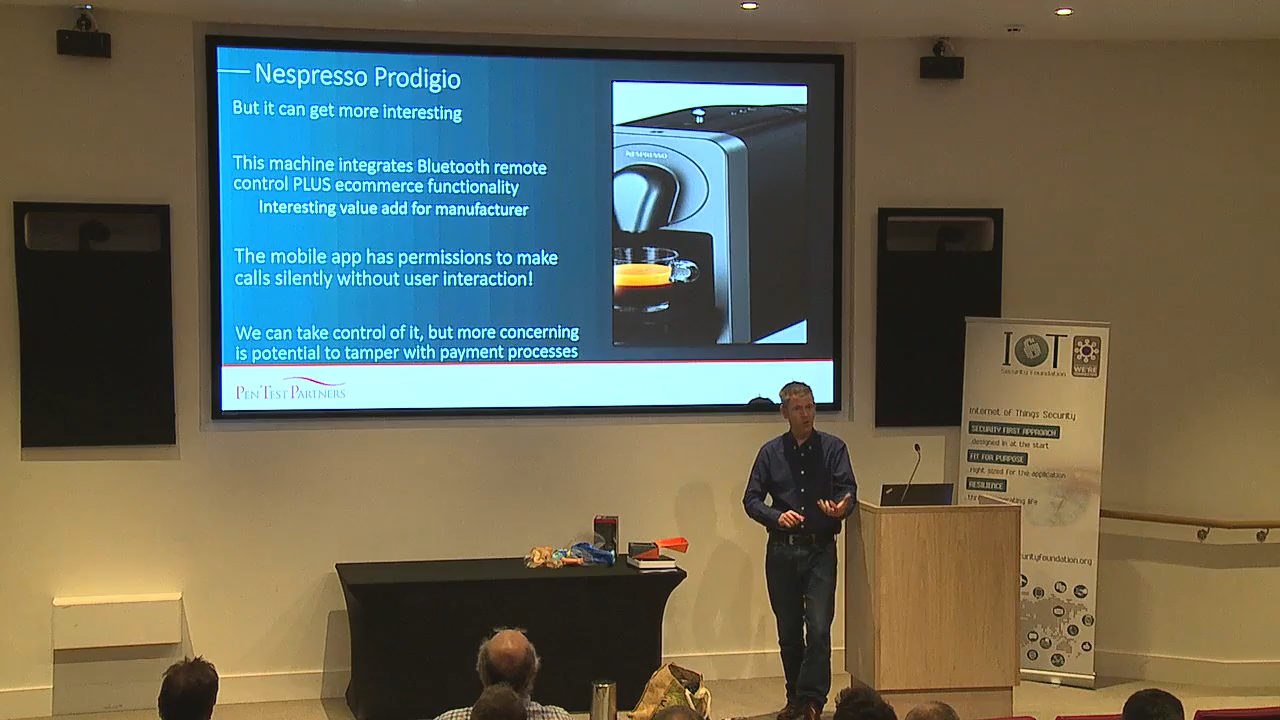 Nespresso Prodigio
But it can get more interesting
This machine integrates Bluetooth remote
control PLUS ecommerce functionality
Interesting value add for manufacturer
The mobile app has permissions to make
calls silently without user interaction!
We can take control of it, but more concerning
is potential to tamper with payment processes
PEN TEST PARTNERS
NESPRESSO
IOT
Security Foundation
WE'RE
Internet of Things Security
SECURITY FIRST APPROACH
designed in at the start
FIT FOR PURPOSE
right sized for the application
RESILIENCE